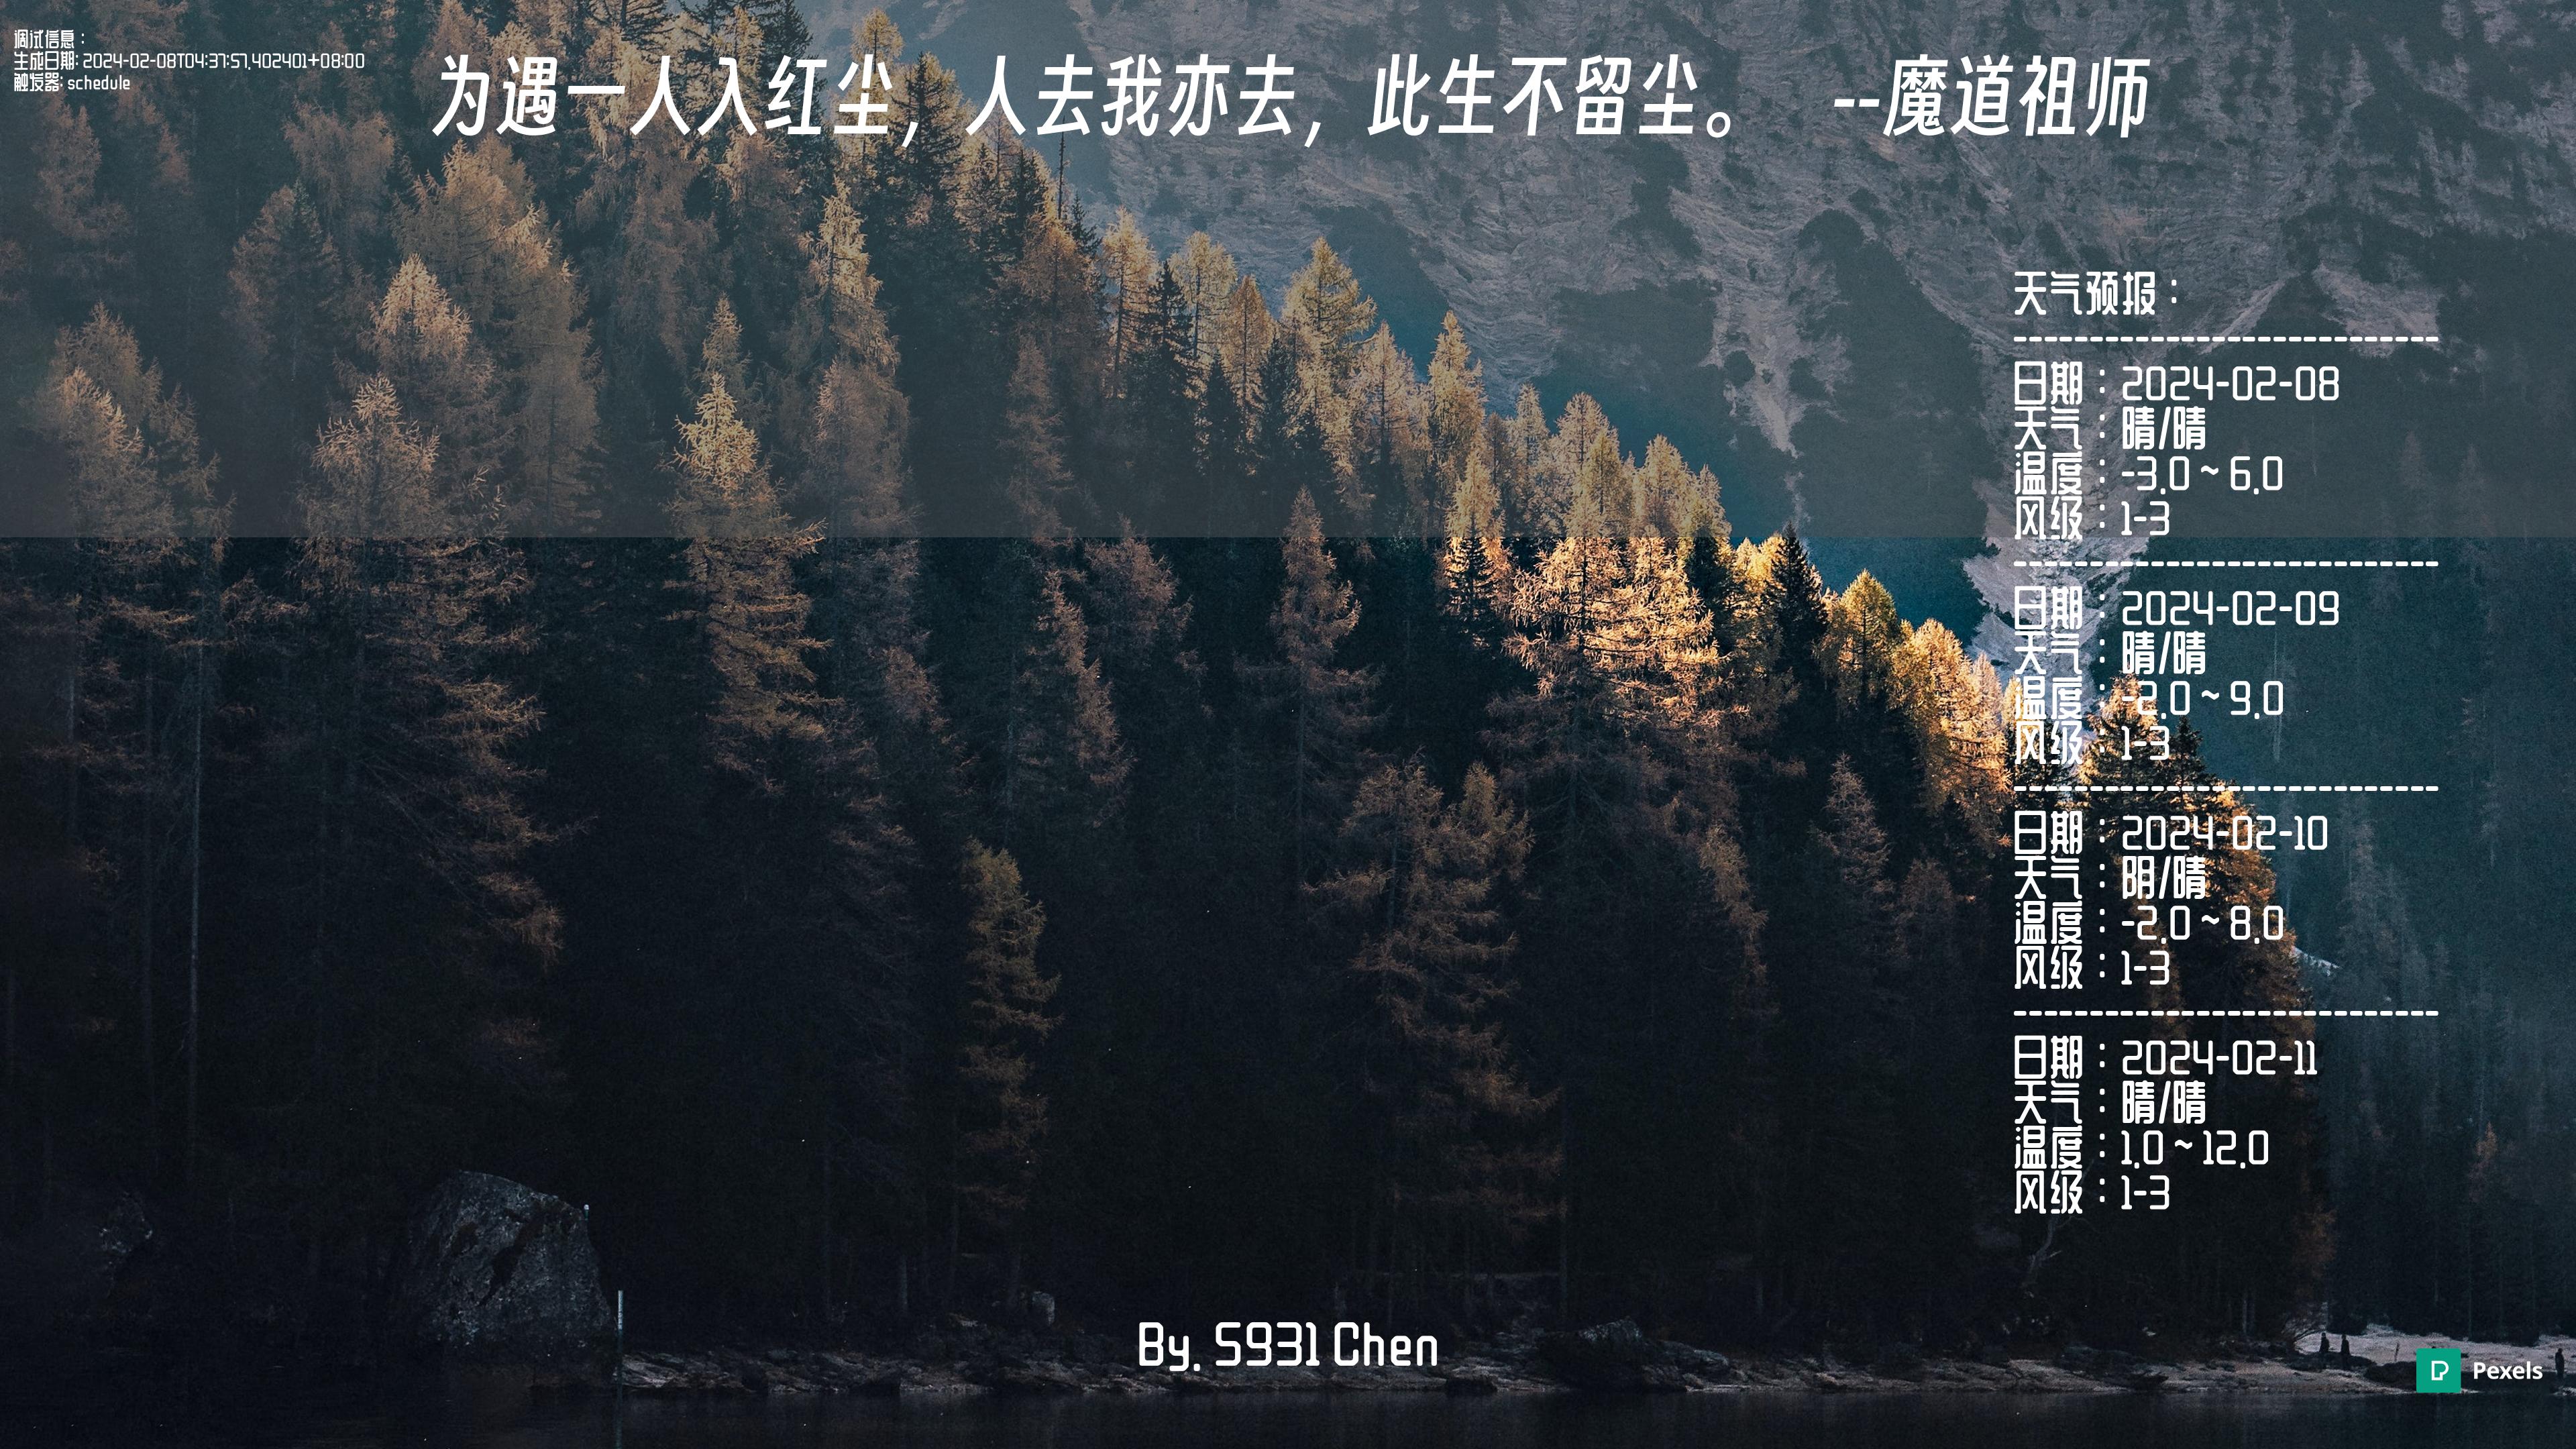 调试信息：
生成日期: 2024-02-08T04:37:57.402401+08:00
触发器: schedule
为遇一人入红尘，人去我亦去，此生不留尘。 --魔道祖师
天气预报：
----------------------------
日期：2024-02-08
天气：晴/晴
温度：-3.0 ~ 6.0
风级：1-3
----------------------------
日期：2024-02-09
天气：晴/晴
温度：-2.0 ~ 9.0
风级：1-3
----------------------------
日期：2024-02-10
天气：阴/晴
温度：-2.0 ~ 8.0
风级：1-3
----------------------------
日期：2024-02-11
天气：晴/晴
温度：1.0 ~ 12.0
风级：1-3
By. S931 Chen
Pexels